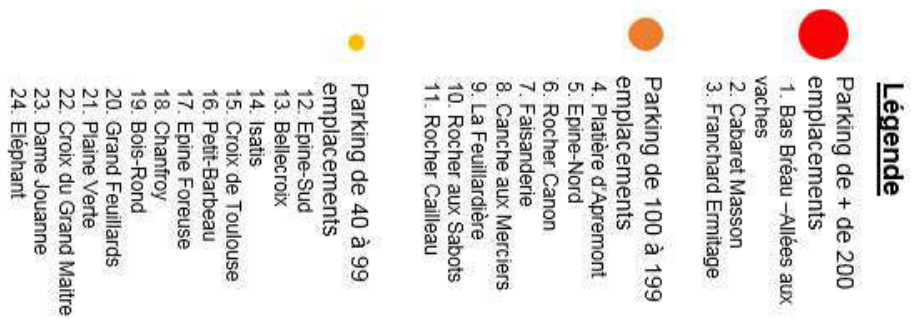 Légende
Parking de + de 200
emplacements
1. Bas Bréau –Allées aux
vaches
2. Cabaret Masson
3. Franchard Ermitage
Parking de 100 à 199
emplacements
4. Platière d'Apremont
5. Epine-Nord
6. Rocher Canon
7. Faisanderie
8. Canche aux Merciers
9. La Feuillardière
10. Rocher aux Sabots
11. Rocher Cailleau
Parking de 40 à 99
emplacements
12. Epine-Sud
13. Bellecroix
14. Isatis
15. Croix de Toulouse
16. Petit-Barbeau
17. Epine Foreuse
18. Chanfroy
19. Bois-Rond
20. Grand Feuillards
21. Plaine Verte
22. Croix du Grand Maitre
23. Dame Jouanne
24. Eléphant